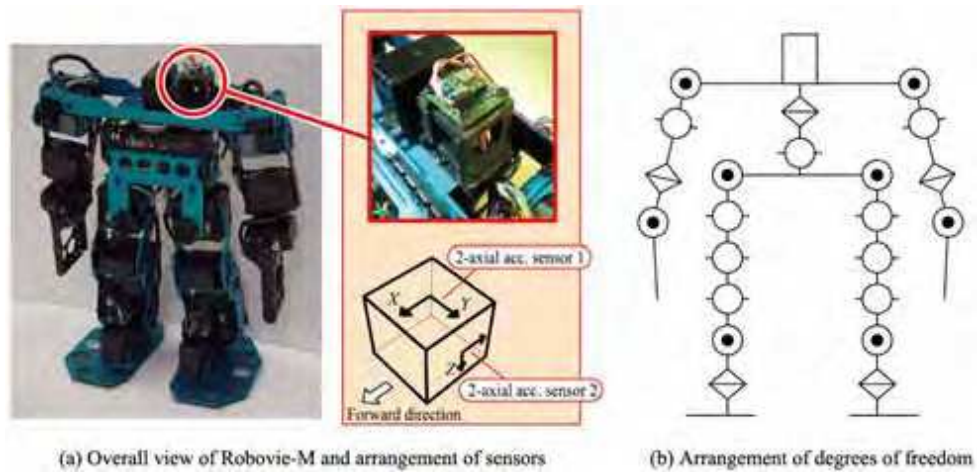 2-axial acc. sensor 1
X
Y
Z
2-axial acc. sensor 2
Forward direction
(a) Overall view of Robovie-M and arrangement of sensors
(b) Arrangement of degrees of freedom